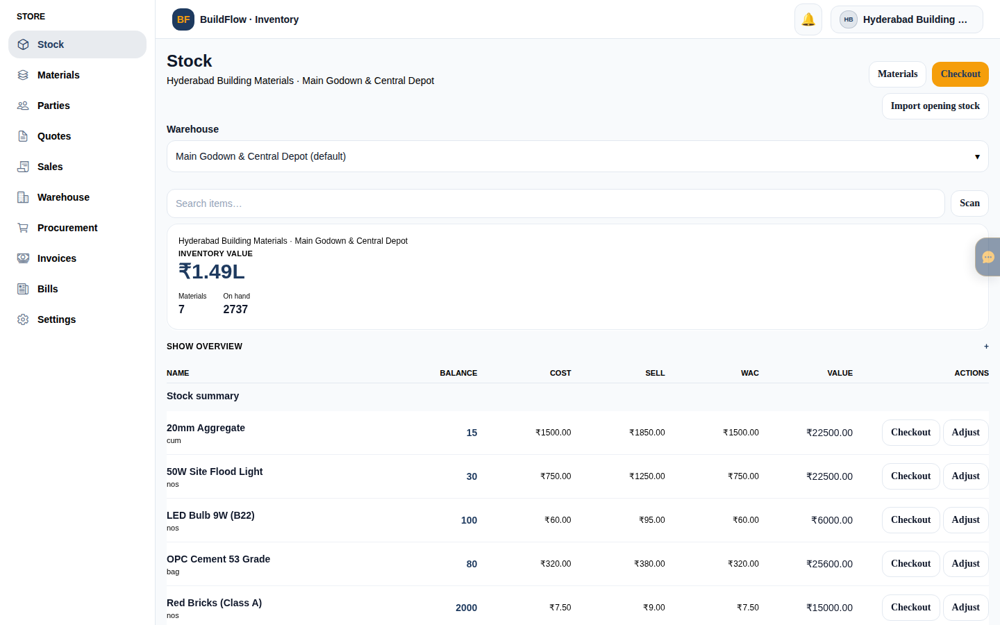 STORE
Stock
Materials
Parties
Quotes
Sales
Warehouse
Procurement
Invoices
Bills
Settings
BF BuildFlow · Inventory
HB Hyderabad Building ...
Stock
Hyderabad Building Materials · Main Godown & Central Depot
Materials Checkout
Import opening stock
Warehouse
Main Godown & Central Depot (default)
Search items…
Scan
Hyderabad Building Materials · Main Godown & Central Depot
INVENTORY VALUE
₹1.49L
Materials On hand
7 2737
SHOW OVERVIEW +
NAME BALANCE COST SELL WAC VALUE ACTIONS
Stock summary
20mm Aggregate
cum
15 ₹1500.00 ₹1850.00 ₹1500.00 ₹22500.00 Checkout Adjust
50W Site Flood Light
nos
30 ₹750.00 ₹1250.00 ₹750.00 ₹22500.00 Checkout Adjust
LED Bulb 9W (B22)
nos
100 ₹60.00 ₹95.00 ₹60.00 ₹6000.00 Checkout Adjust
OPC Cement 53 Grade
bag
80 ₹320.00 ₹380.00 ₹320.00 ₹25600.00 Checkout Adjust
Red Bricks (Class A)
nos
2000 ₹7.50 ₹9.00 ₹7.50 ₹15000.00 Checkout Adjust